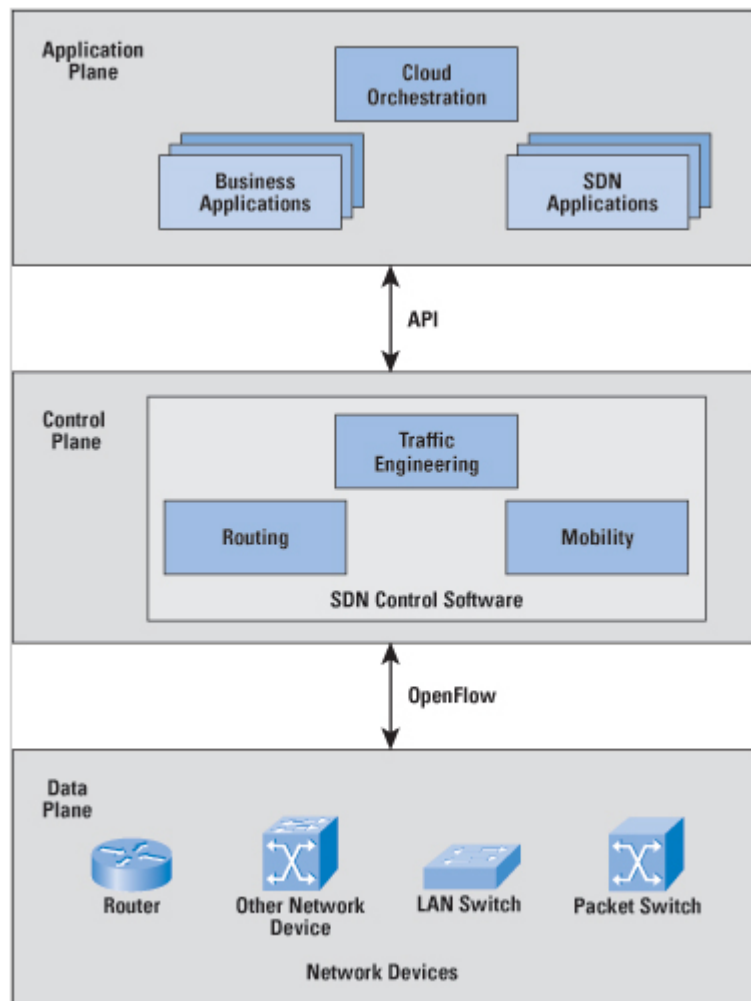 Application
Plane
Cloud
Orchestration
Business
Applications
SDN
Applications
API
Control
Plane
Traffic
Engineering
Routing
Mobility
SDN Control Software
OpenFlow
Data
Plane
Router
Other Network
Device
LAN Switch
Packet Switch
Network Devices